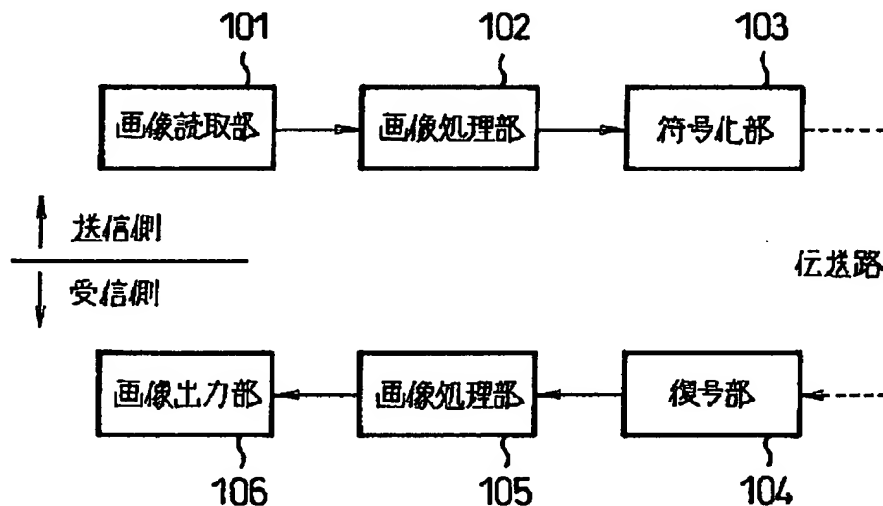 101 102 103
画像読取部 画像処理部 符号化部
送信側
伝送路
受信側
画像出力部 画像処理部 復号部
106 105 104